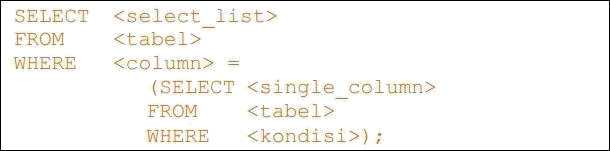 SELECT <select_list>
FROM <tabel>
WHERE <column> =
(SELECT <single_column>
FROM <tabel>
WHERE <kondisi>);